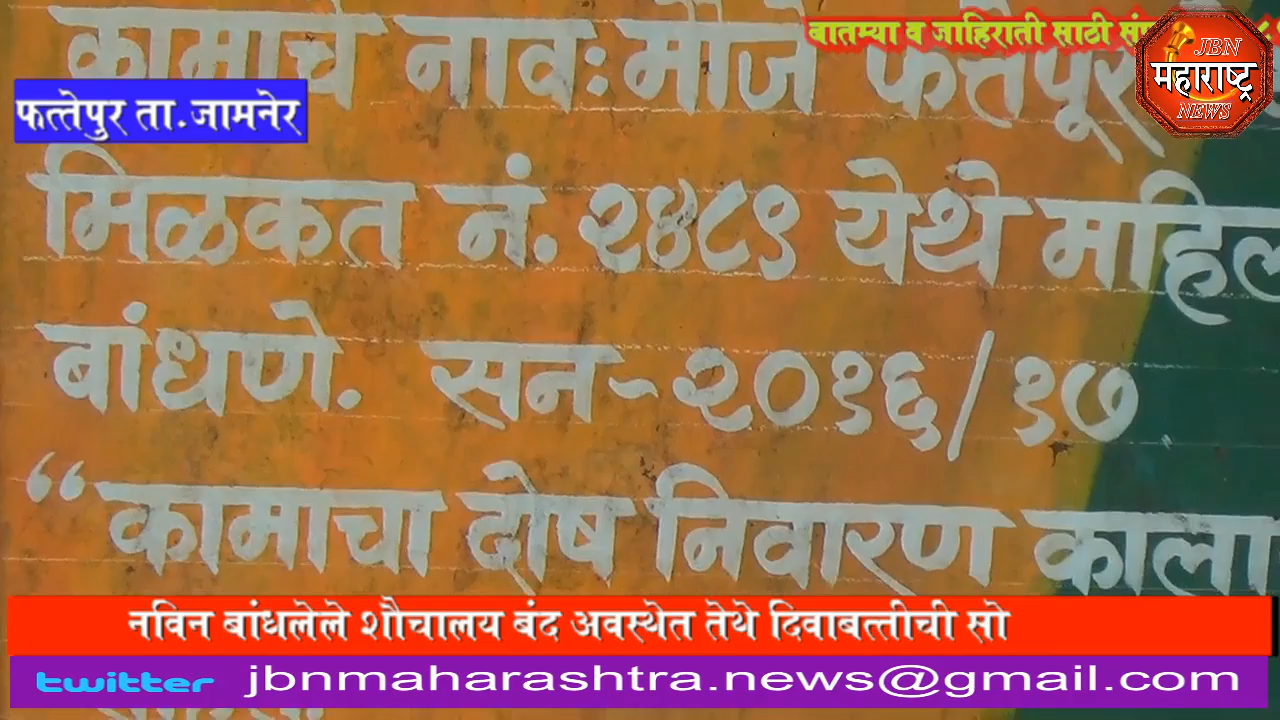 बातम्या व जाहिराती साठी
JBN
महाराष्ट्र
NEWS
कामाचे नावः मौजे फत्तेपूर
फत्तेपुर ता.जामनेर
मिळकत नं. २४८९ येथे
बांधणे. सन-२०१६/१७
“कामाचा दोष निवारण
नविन बांधलेले शौचालय बंद अवस्थेत तेथे दिवाबत्तीची सो
twitter jbnmaharashtra.news@gmail.com